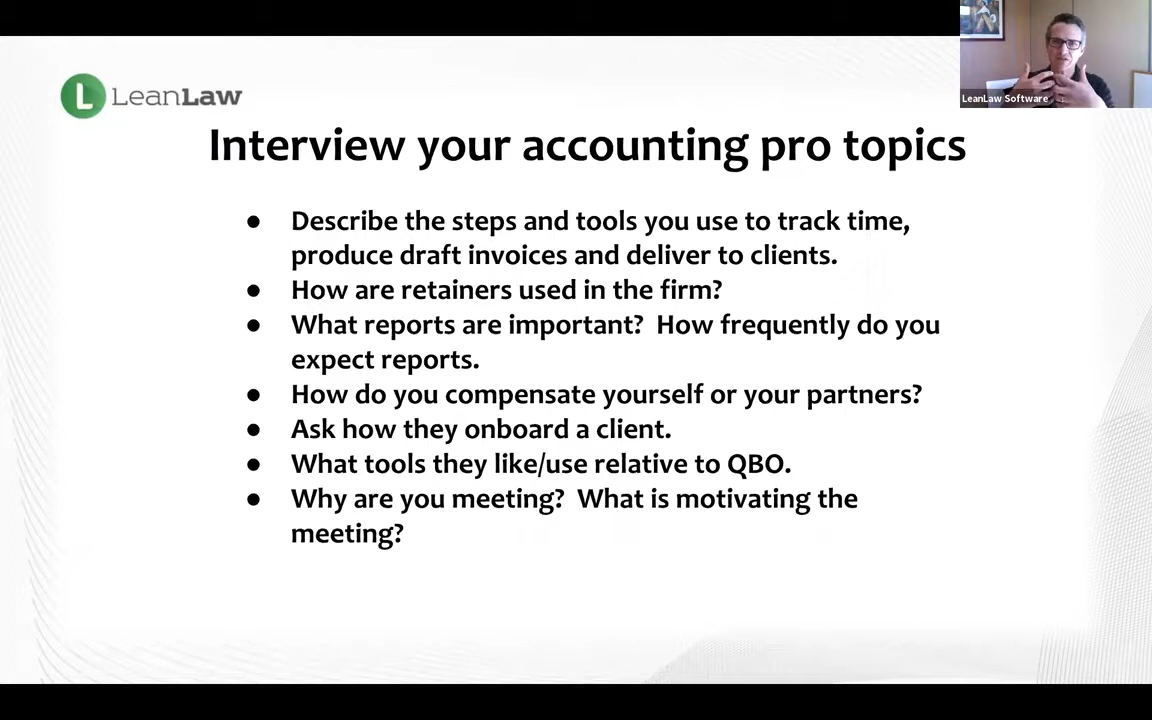 LeanLaw
LeanLaw Software
Interview your accounting pro topics
● Describe the steps and tools you use to track time,
produce draft invoices and deliver to clients.
● How are retainers used in the firm?
● What reports are important?  How frequently do you
expect reports.
● How do you compensate yourself or your partners?
● Ask how they onboard a client.
● What tools they like/use relative to QBO.
● Why are you meeting?  What is motivating the
meeting?